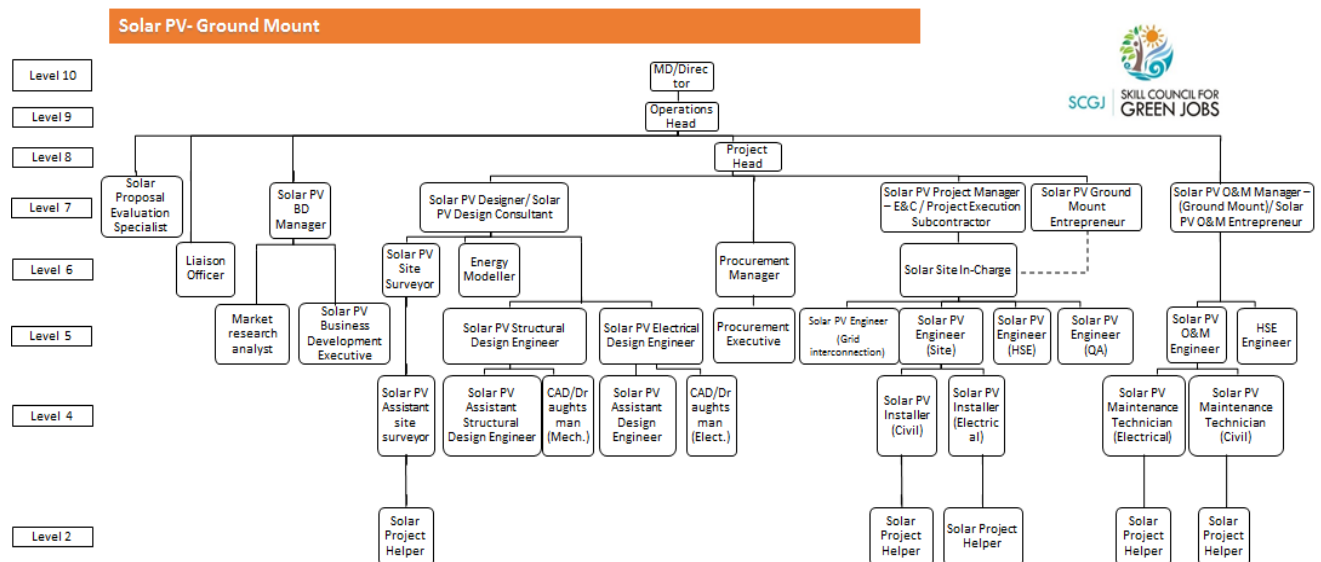 Solar PV- Ground Mount
SCGJ
SKILL COUNCIL FOR
GREEN JOBS
Level 10
MD/Direc
tor
Level 9
Operations
Head
Level 8
Project
Head
Level 7
Solar
Proposal
Evaluation
Specialist
Solar PV
BD
Manager
Solar PV Designer/ Solar
PV Design Consultant
Solar PV Project Manager
– E&C / Project Execution
Subcontractor
Solar PV Ground
Mount
Entrepreneur
Solar PV O&M Manager –
(Ground Mount)/ Solar
PV O&M Entrepreneur
Level 6
Liaison
Officer
Solar PV
Site
Surveyor
Energy
Modeller
Procurement
Manager
Solar Site In-Charge
Level 5
Market
research
analyst
Solar PV
Business
Development
Executive
Solar PV Structural
Design Engineer
Solar PV Electrical
Design Engineer
Procurement
Executive
Solar PV Engineer
(Grid
interconnection)
Solar PV
Engineer
(Site)
Solar PV
Engineer
(HSE)
Solar PV
Engineer
(QA)
Solar PV
O&M
Engineer
HSE
Engineer
Level 4
Solar PV
Assistant
site
surveyor
Solar PV
Assistant
Structural
Design Engineer
CAD/Dr
aughts
man
(Mech.)
Solar PV
Assistant
Design
Engineer
CAD/Dr
aughts
man
(Elect.)
Solar PV
Installer
(Civil)
Solar PV
Installer
(Electric
al)
Solar PV
Maintenance
Technician
(Electrical)
Solar PV
Maintenance
Technician
(Civil)
Level 2
Solar
Project
Helper
Solar
Project
Helper
Solar Project
Helper
Solar
Project
Helper
Solar
Project
Helper